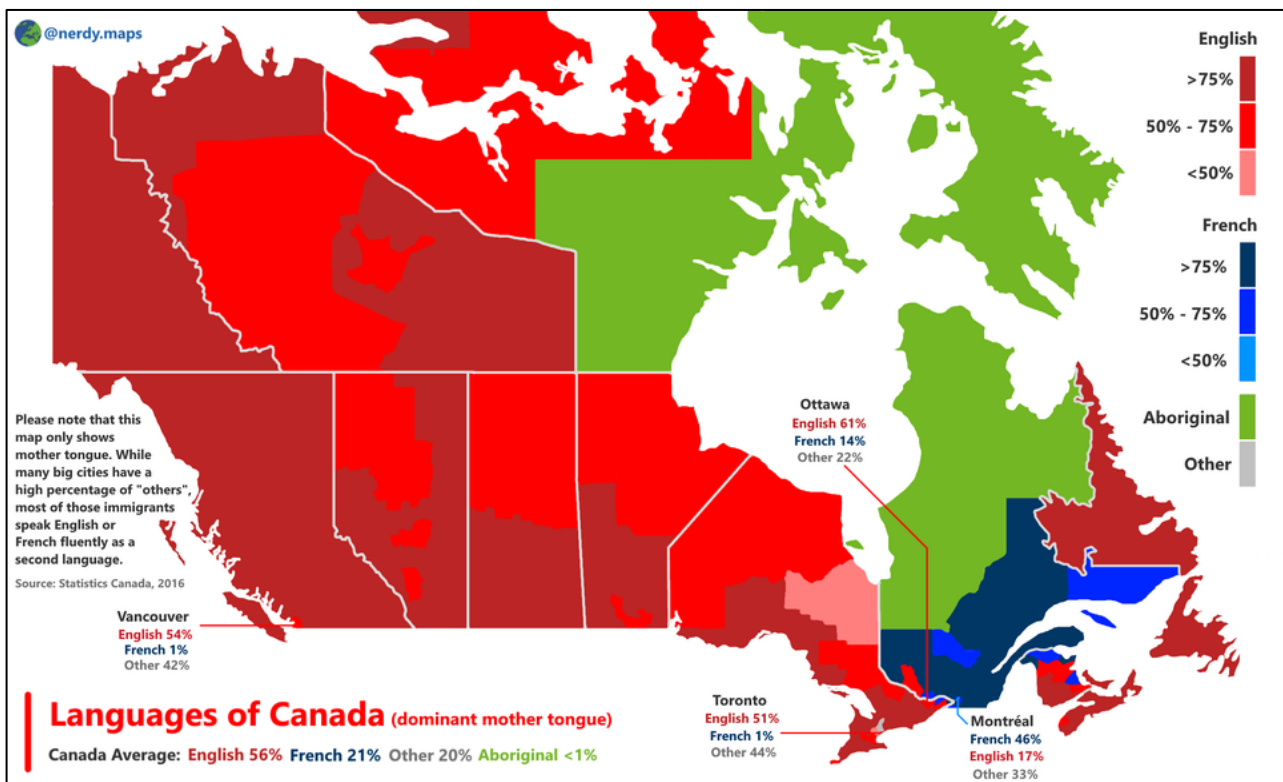 @nerdy.maps
English
>75%
50% - 75%
<50%
French
>75%
50% - 75%
<50%
Aboriginal
Other
Please note that this
map only shows
mother tongue. While
many big cities have a
high percentage of "others",
most of those immigrants
speak English or
French fluently as a
second language.
Source: Statistics Canada, 2016
Ottawa
English 61%
French 14%
Other 22%
Vancouver
English 54%
French 1%
Other 42%
Toronto
English 51%
French 1%
Other 44%
Montréal
French 46%
English 17%
Other 33%
Languages of Canada (dominant mother tongue)
Canada Average: English 56% French 21% Other 20% Aboriginal <1%